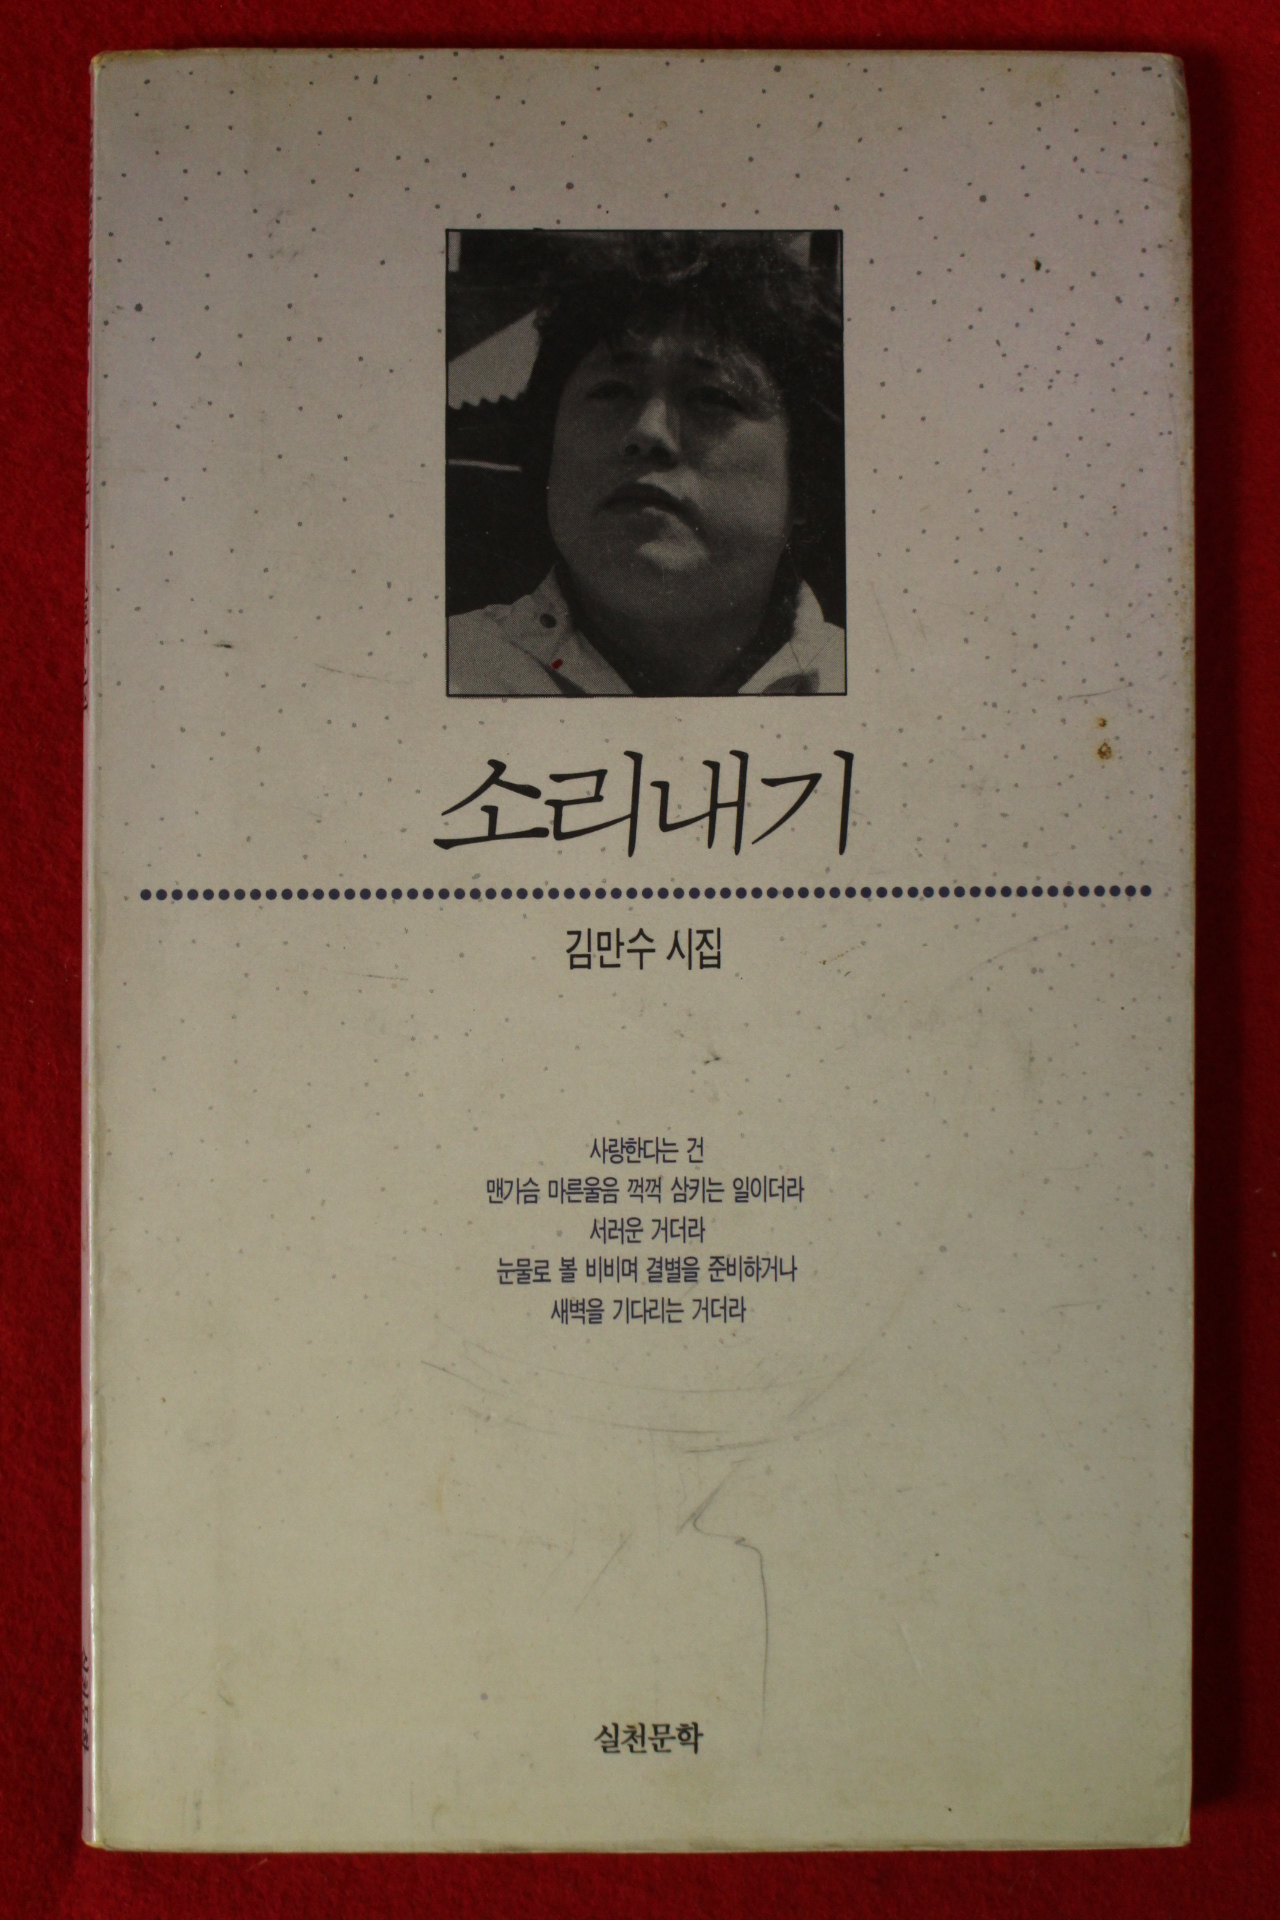 소리내기
김만수 시집
사랑한다는 건
맨가슴 마른울음 꺽꺽 삼키는 일이더라
서러운 거더라
눈물로 볼 비비며 결별을 준비하거나
새벽을 기다리는 거더라
실천문학